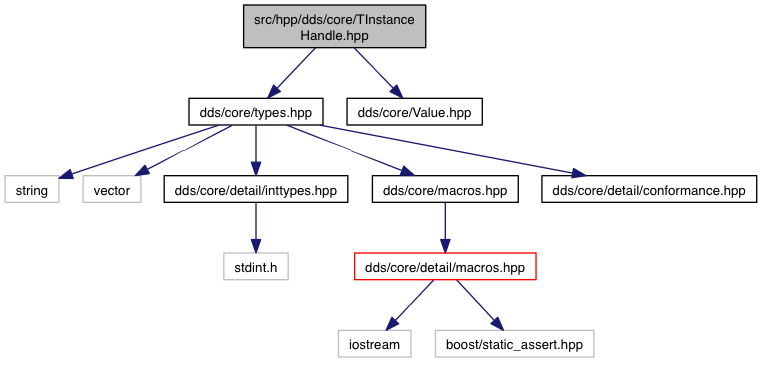 src/hpp/dds/core/TInstance
Handle.hpp
dds/core/types.hpp
dds/core/Value.hpp
string
vector
dds/core/detail/inttypes.hpp
dds/core/macros.hpp
dds/core/detail/conformance.hpp
stdint.h
dds/core/detail/macros.hpp
iostream
boost/static_assert.hpp